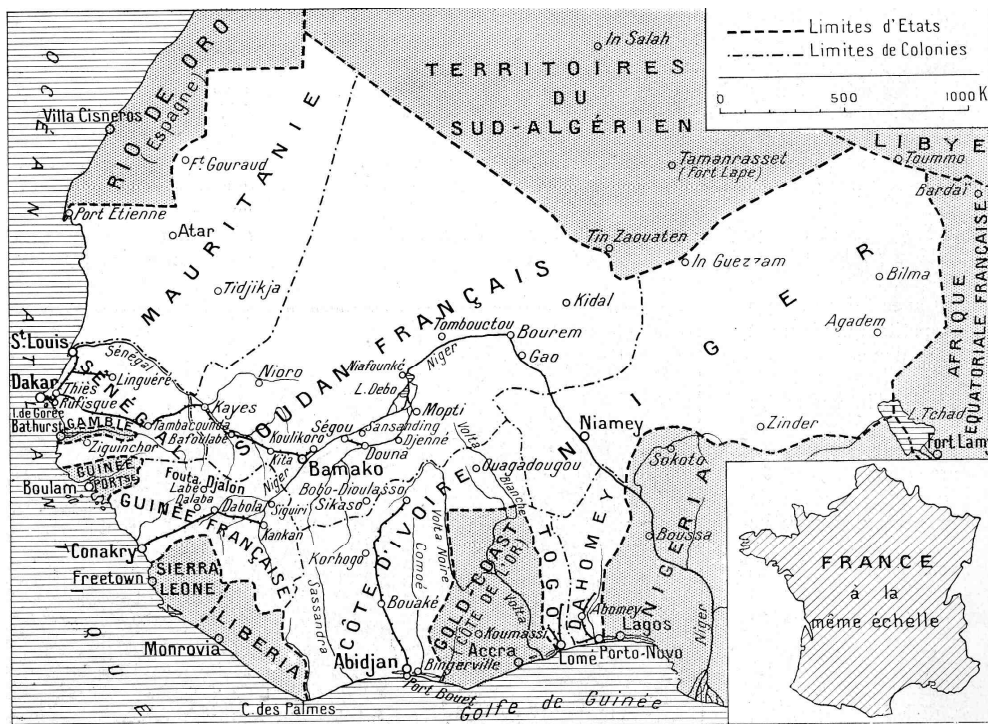 Limites d'Etats
Limites de Colonies
0 500 1000 K
OCÉAN
ATLANTIQUE
RIO DE ORO
(Espagne)
Villa Cisneros
Port Etienne
Ft. Gouraud
Atar
Tidjikja
MAURITANIE
TERRITOIRES
DU
SUD-ALGÉRIEN
In Salah
Tamanrasset
(Fort Lape)
Tin Zaouaten
In Guezzam
LIBYE
Toummo
Bardaï
AFRIQUE
EQUATORIALE FRANÇAISE
NIGER
Bilma
Agadem
Zinder
L. Tchad
Fort Lam
Niamey
SOUDAN FRANÇAIS
Kidal
Tombouctou
Bourem
Gao
Niafounké
Niger
L. Debo
Mopti
Sansanding
Ségou
Djenné
Douna
Koulikoro
Bamako
Kita
Bafoulabé
Kayes
Nioro
Sikaso
Bobo-Dioulasso
Ouagadougou
St. Louis
Sénégal
SÉNÉGAL
Linguère
Dakar
Thiès
Rufisque
I. de Gorée
Tambacounda
Bathurst
GAMBIE
Ziguinchor
GUINÉE
PORTSE
Boulam
Fouta Djalon
Labé
Dalaba
Dabola
Niger
Siguiri
Kankan
GUINÉE FRANÇAISE
Conakry
Freetown
SIERRA
LEONE
LIBERIA
Monrovia
C. des Palmes
CÔTE D'IVOIRE
Korhogo
Bouaké
Sassandra
Comoé
Abidjan
Bingerville
Port Bouet
Volta Noire
Volta
Blanche
GOLD-COAST
(CÔTE DE L'OR)
Volta
Koumassi
Accra
TOGO
Lomé
DAHOMEY
Abomey
Porto-Novo
Lagos
NIGERIA
Sokoto
Boussa
Niger
Golfe de Guinée
FRANCE
à la
même échelle